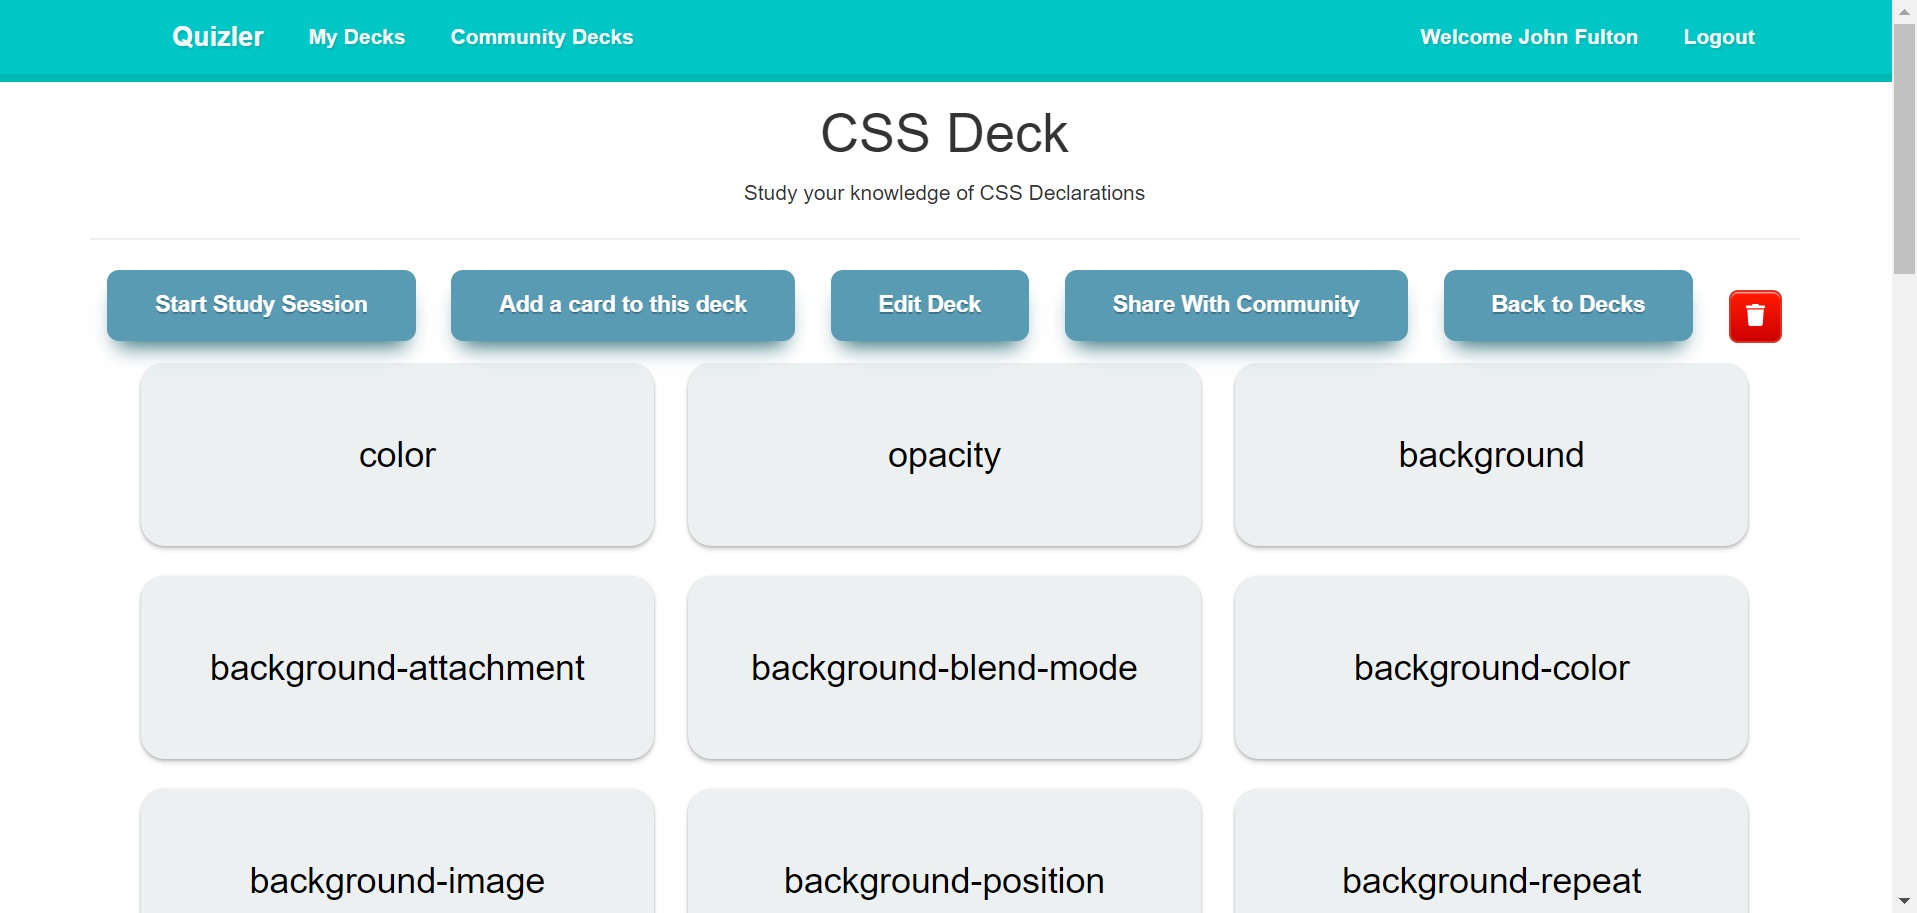 Quizler My Decks Community Decks Welcome John Fulton Logout
CSS Deck
Study your knowledge of CSS Declarations
Start Study Session Add a card to this deck Edit Deck Share With Community Back to Decks
color opacity background
background-attachment background-blend-mode background-color
background-image background-position background-repeat